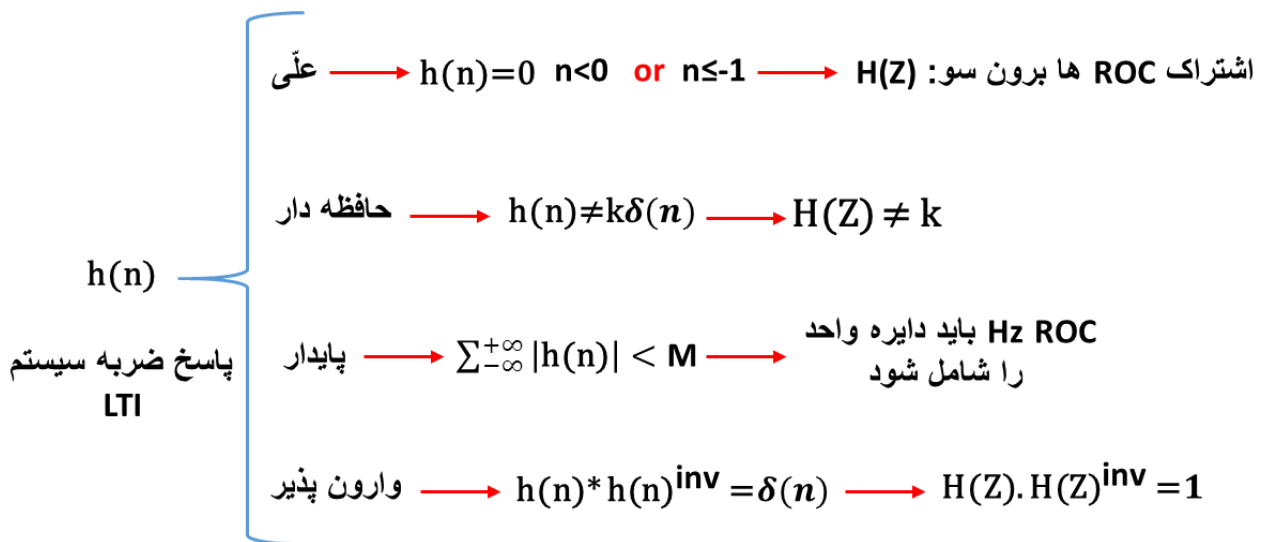 علّی → h(n)=0 n<0 or n≤-1 → H(Z) :اشتراک ROC ها برون سو
حافظه دار → h(n)≠kδ(n) → H(Z) ≠ k
h(n)
پاسخ ضربه سیستم
LTI
پایدار → ∑_{-∞}^{+∞} |h(n)| < M → Hz ROC باید دایره واحد
را شامل شود
وارون پذیر → h(n)*h(n)^inv =δ(n) → H(Z).H(Z)^inv =1